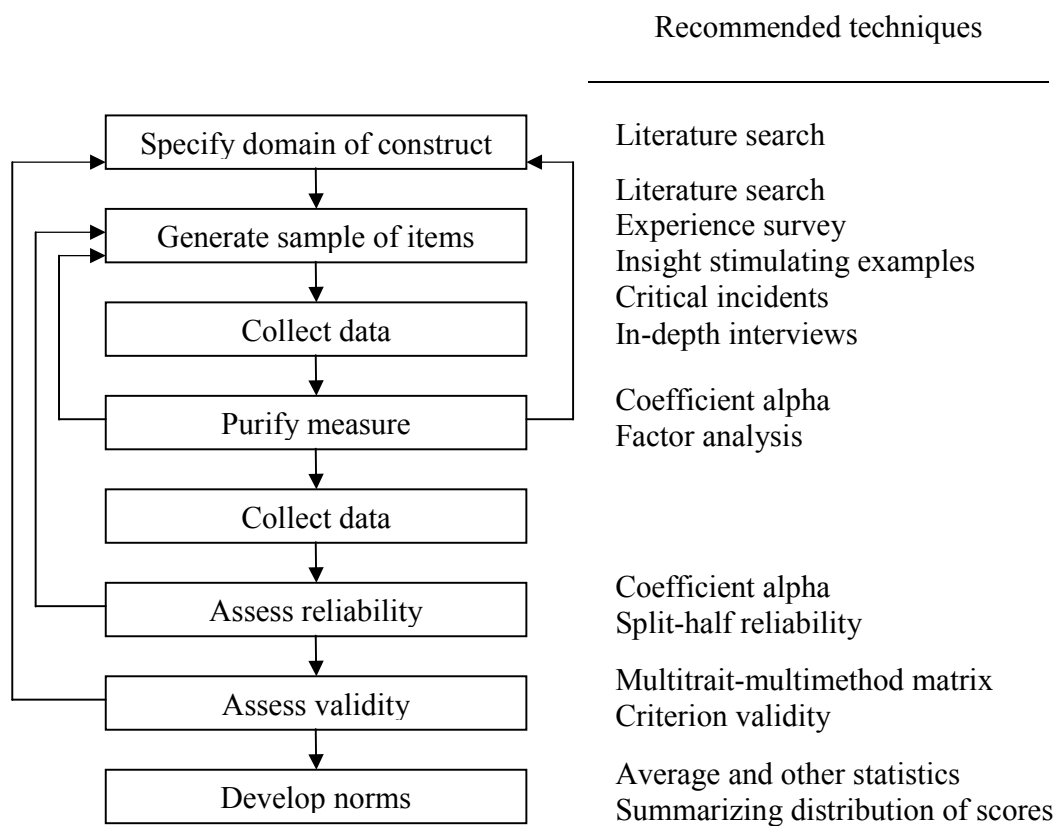 Recommended techniques
Specify domain of construct
Literature search
Generate sample of items
Literature search
Experience survey
Insight stimulating examples
Critical incidents
In-depth interviews
Collect data
Purify measure
Coefficient alpha
Factor analysis
Collect data
Assess reliability
Coefficient alpha
Split-half reliability
Assess validity
Multitrait-multimethod matrix
Criterion validity
Develop norms
Average and other statistics
Summarizing distribution of scores